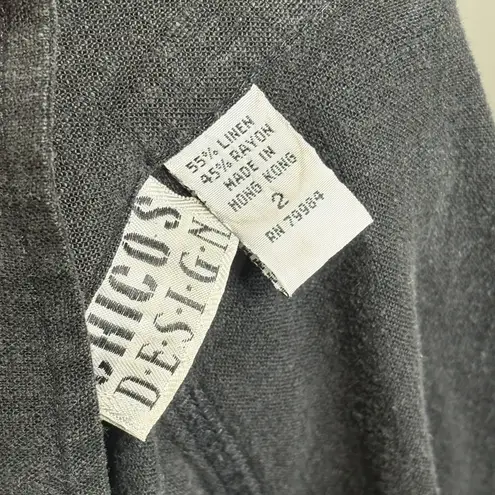 55% LINEN
45% RAYON
MADE IN
HONG KONG
2
RN 79984
CHICOS
D·E·S·I·G·N